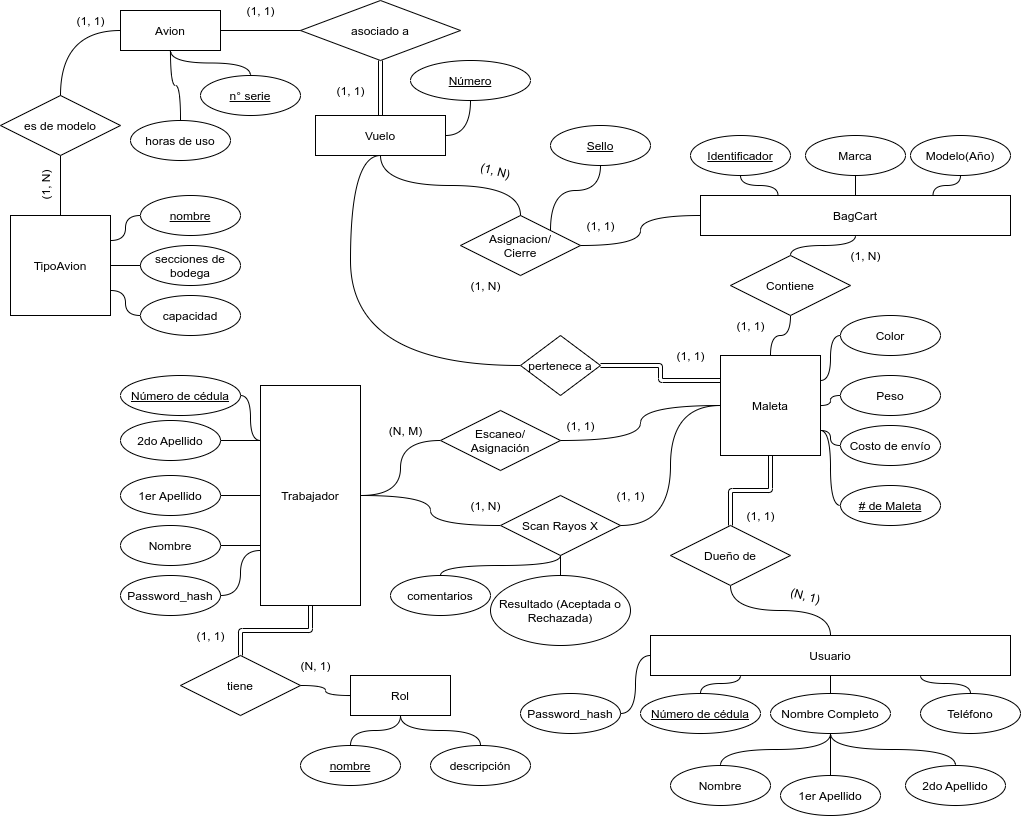 (1, 1)
Avion
(1, 1)
asociado a
(1, 1)
Número
n° serie
es de modelo
horas de uso
Vuelo
(1, N)
Sello
Identificador
Marca
Modelo(Año)
(1, N)
nombre
(1, 1)
BagCart
Asignacion/
Cierre
TipoAvion
secciones de
bodega
(1, N)
(1, N)
Contiene
capacidad
(1, 1)
Color
(1, 1)
pertenece a
Número de cédula
Maleta
Peso
(N, M)
(1, 1)
2do Apellido
Escaneo/
Asignación
Costo de envío
1er Apellido
Trabajador
(1, N)
(1, 1)
# de Maleta
Scan Rayos X
(1, 1)
Nombre
Dueño de
Password_hash
comentarios
Resultado (Aceptada o
Rechazada)
(N, 1)
(1, 1)
(N, 1)
Usuario
tiene
Rol
Password_hash
Número de cédula
Nombre Completo
Teléfono
nombre
descripción
Nombre
1er Apellido
2do Apellido